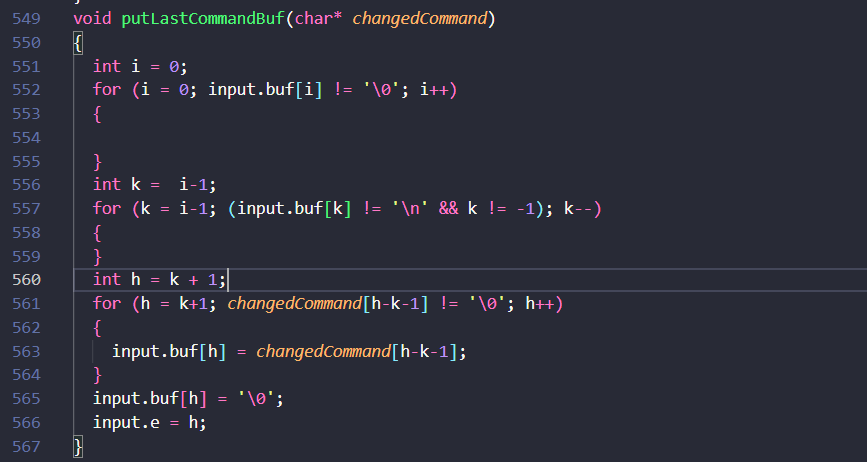 549 void putLastCommandBuf(char* changedCommand)
550 {
551   int i = 0;
552   for (i = 0; input.buf[i] != '\0'; i++)
553   {
554
555   }
556   int k =  i-1;
557   for (k = i-1; (input.buf[k] != '\n' && k != -1); k--)
558   {
559   }
560   int h = k + 1;
561   for (h = k+1; changedCommand[h-k-1] != '\0'; h++)
562   {
563     input.buf[h] = changedCommand[h-k-1];
564   }
565   input.buf[h] = '\0';
566   input.e = h;
567 }